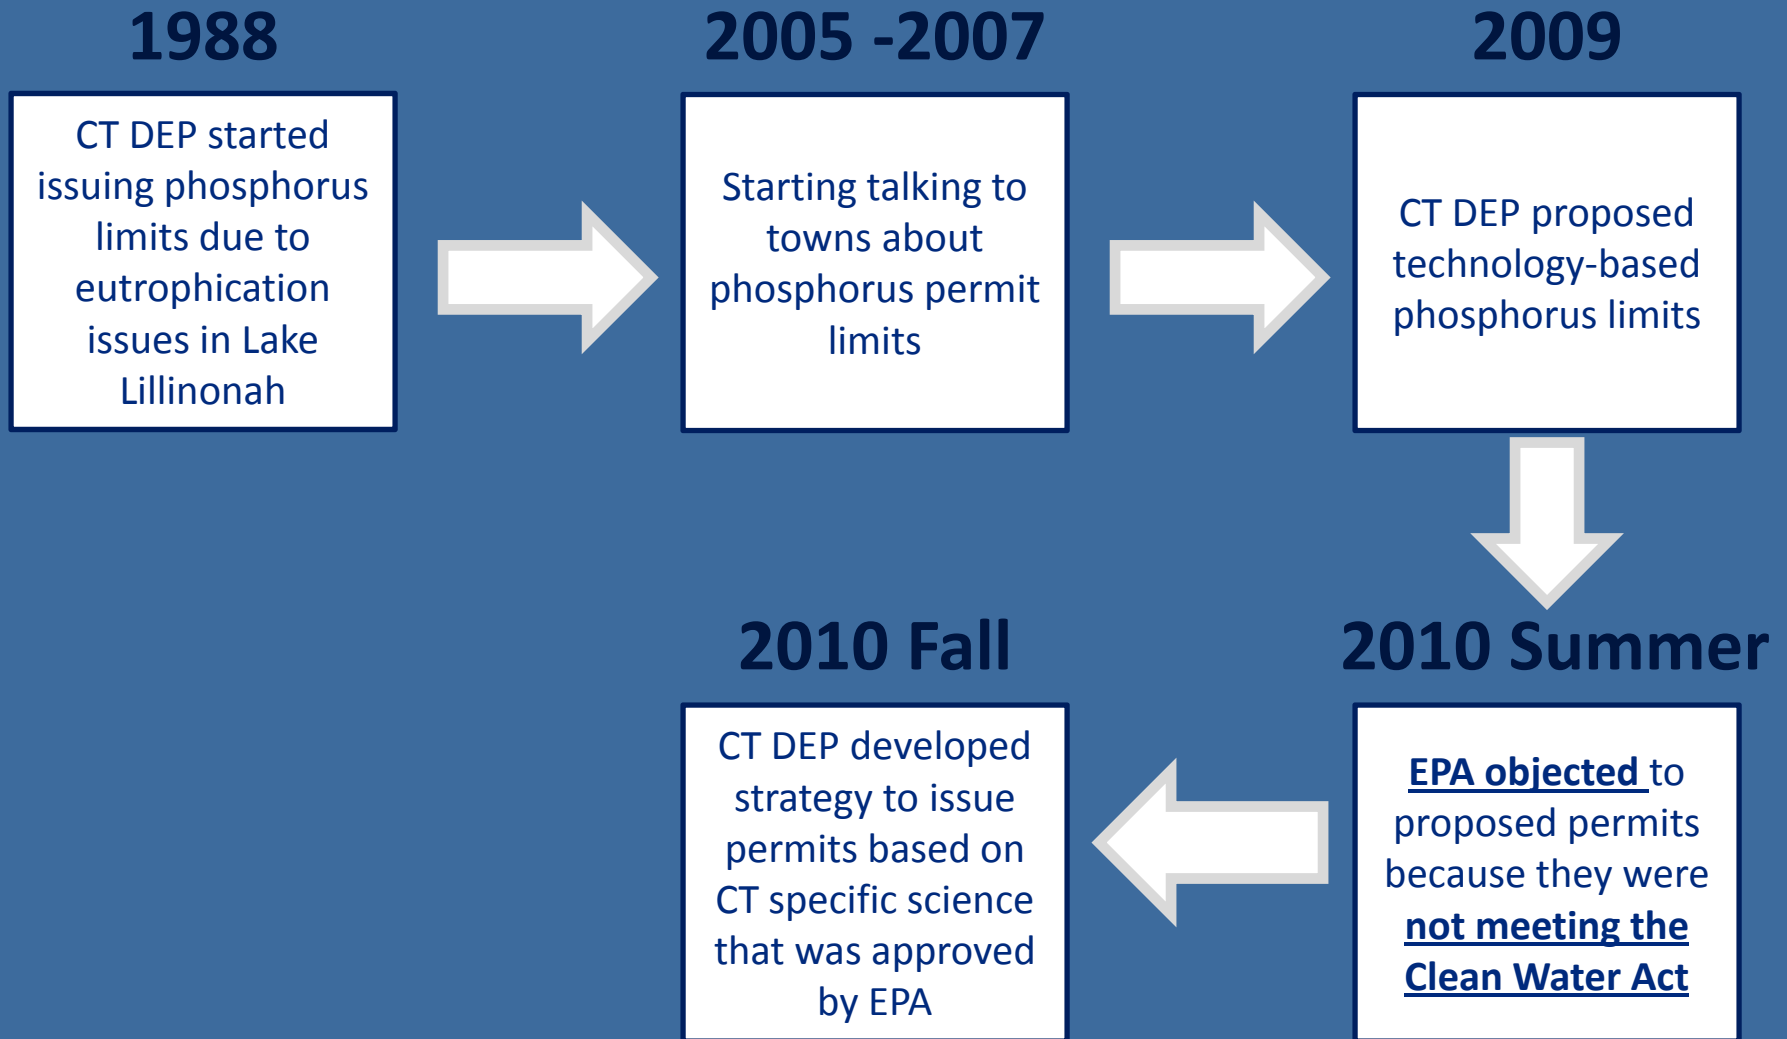 1988
CT DEP started
issuing phosphorus
limits due to
eutrophication
issues in Lake
Lillinonah
2005 -2007
Starting talking to
towns about
phosphorus permit
limits
2009
CT DEP proposed
technology-based
phosphorus limits
2010 Summer
EPA objected to
proposed permits
because they were
not meeting the
Clean Water Act
2010 Fall
CT DEP developed
strategy to issue
permits based on
CT specific science
that was approved
by EPA